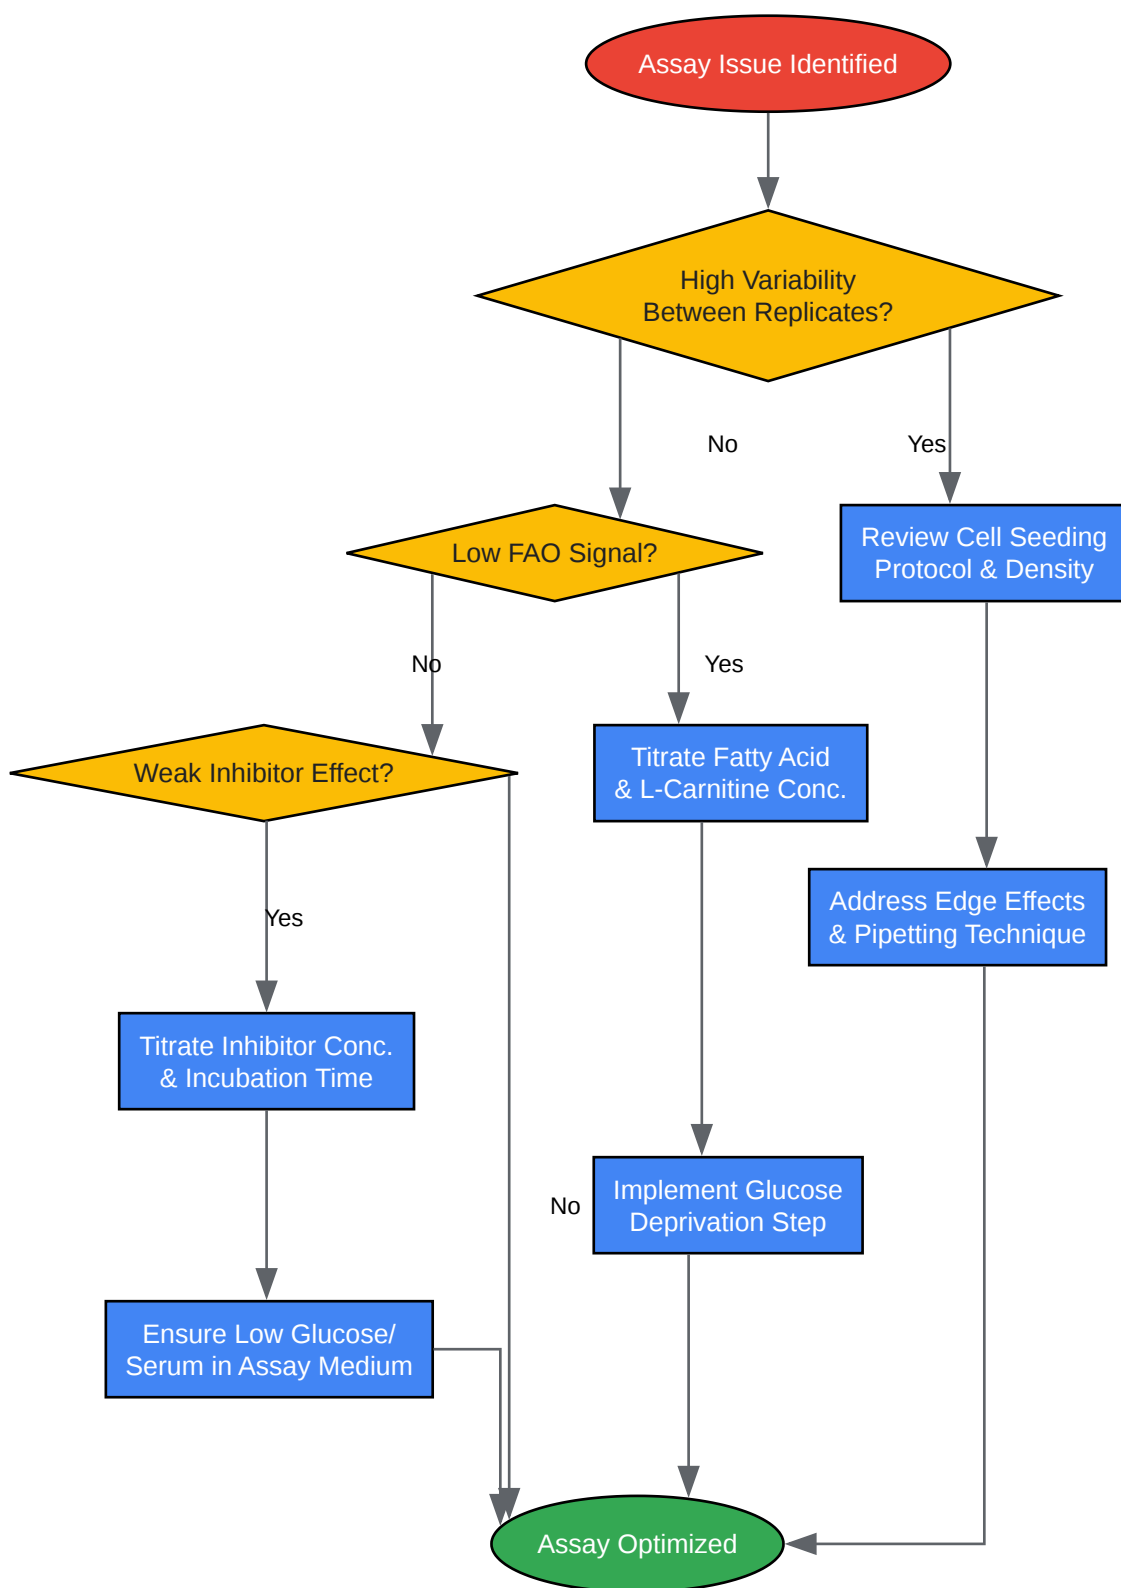 Assay Issue Identified
High Variability
Between Replicates?
No
Yes
Low FAO Signal?
Review Cell Seeding
Protocol & Density
No
Yes
Weak Inhibitor Effect?
Titrate Fatty Acid
& L-Carnitine Conc.
Yes
Address Edge Effects
& Pipetting Technique
Titrate Inhibitor Conc.
& Incubation Time
No
Implement Glucose
Deprivation Step
Ensure Low Glucose/
Serum in Assay Medium
Assay Optimized